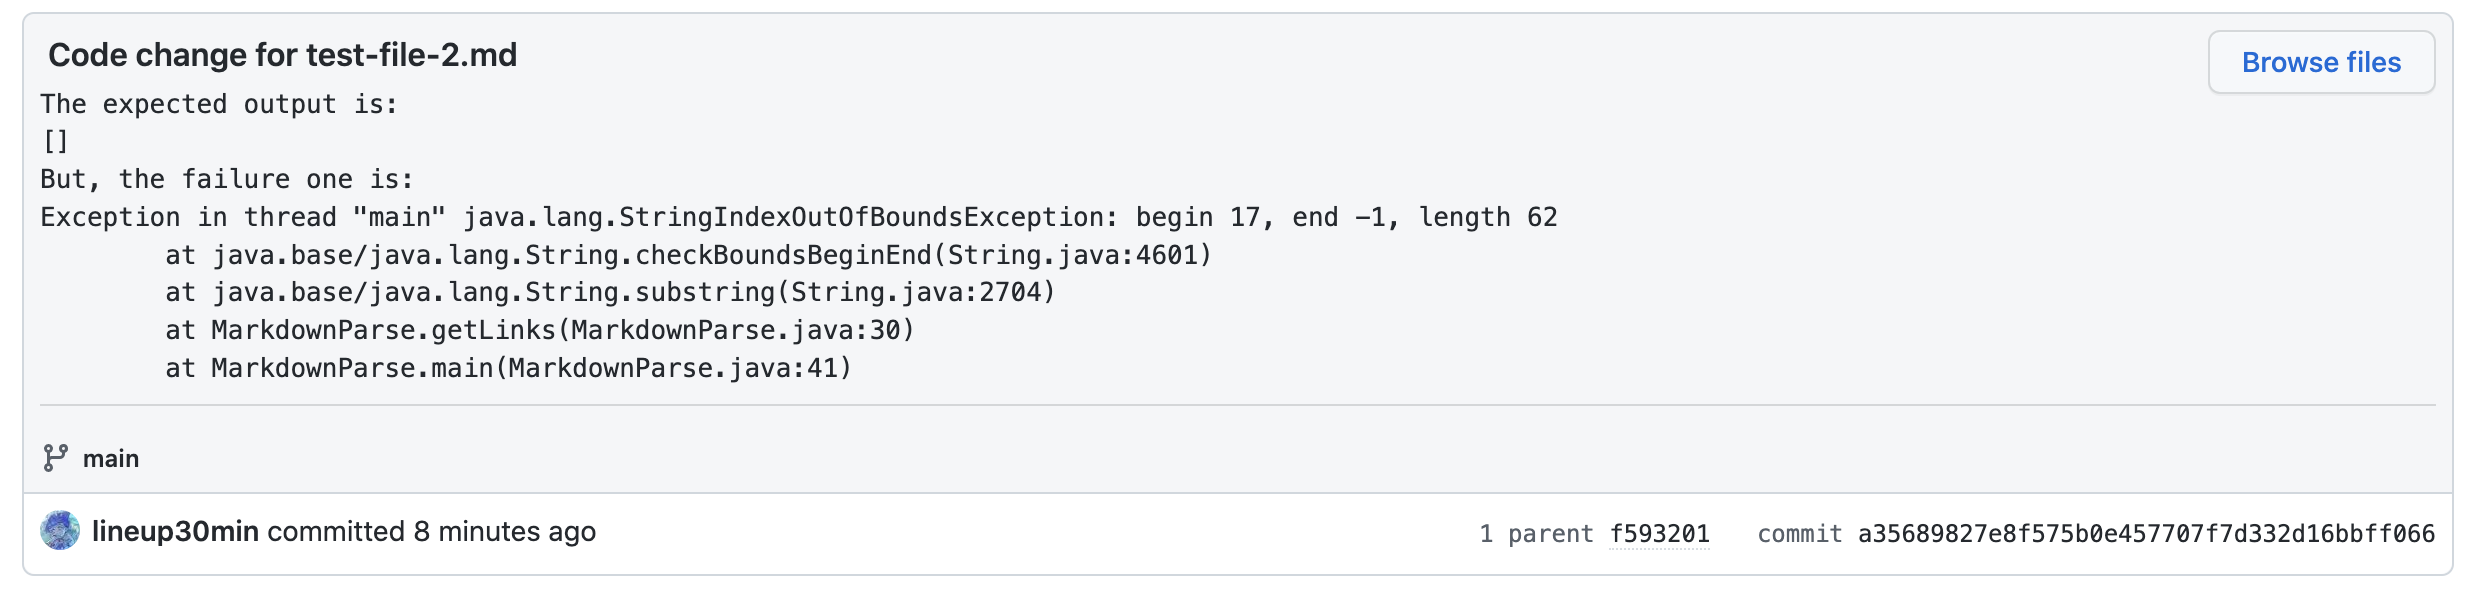 Code change for test-file-2.md
Browse files
The expected output is:
[]
But, the failure one is:
Exception in thread "main" java.lang.StringIndexOutOfBoundsException: begin 17, end -1, length 62
        at java.base/java.lang.String.checkBoundsBeginEnd(String.java:4601)
        at java.base/java.lang.String.substring(String.java:2704)
        at MarkdownParse.getLinks(MarkdownParse.java:30)
        at MarkdownParse.main(MarkdownParse.java:41)
main
lineup30min committed 8 minutes ago
1 parent f593201 commit a35689827e8f575b0e457707f7d332d16bbff066